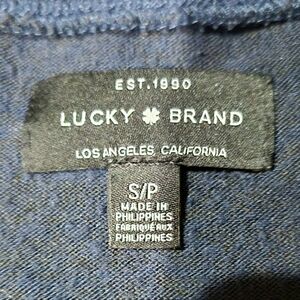 EST.1990
LUCKY BRAND
LOS ANGELES, CALIFORNIA
S/P
MADE IN
PHILIPPINES
FABRIQUÉ AUX
PHILIPPINES